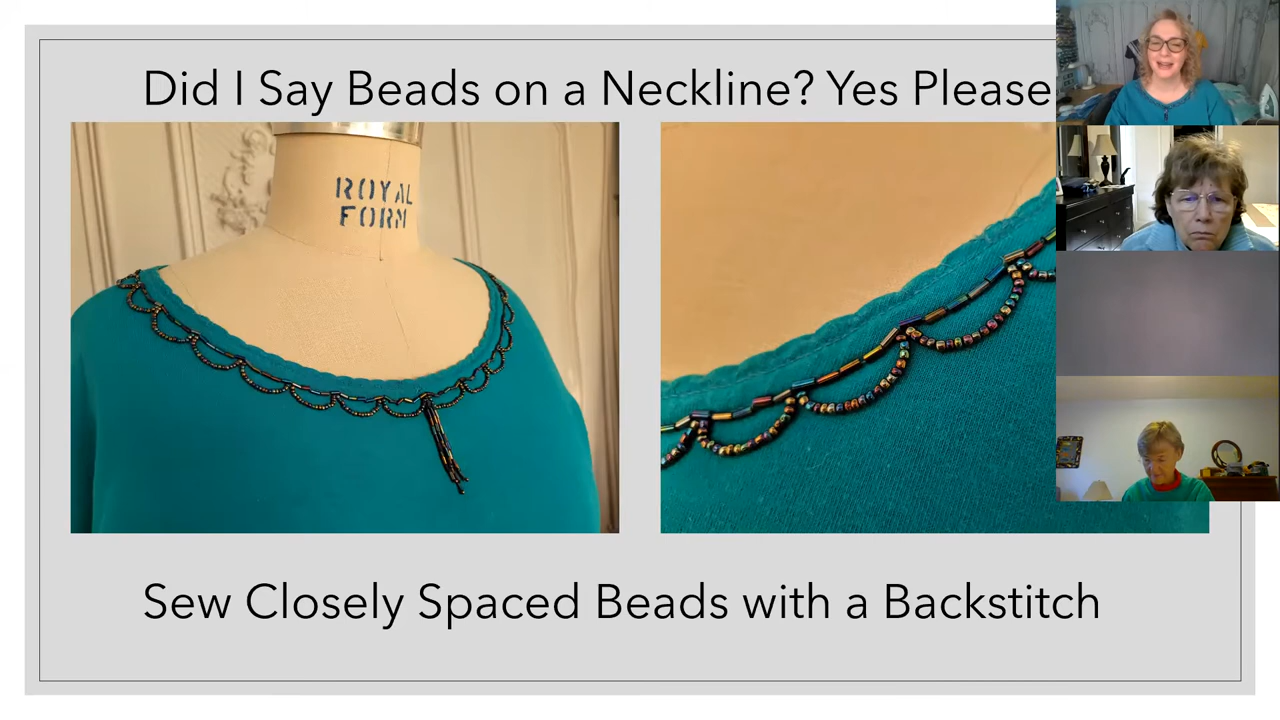 Did I Say Beads on a Neckline? Yes Please
ROYAL
FORM
Sew Closely Spaced Beads with a Backstitch